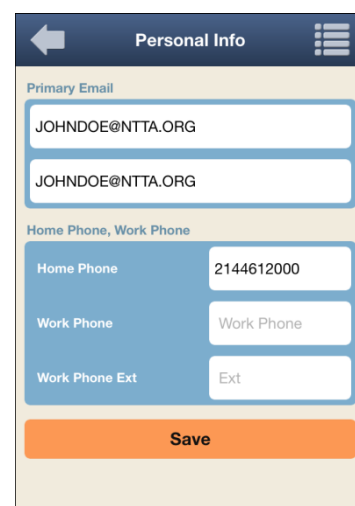 Personal Info
Primary Email
JOHNDOE@NTTA.ORG
JOHNDOE@NTTA.ORG
Home Phone, Work Phone
Home Phone 2144612000
Work Phone Work Phone
Work Phone Ext Ext
Save